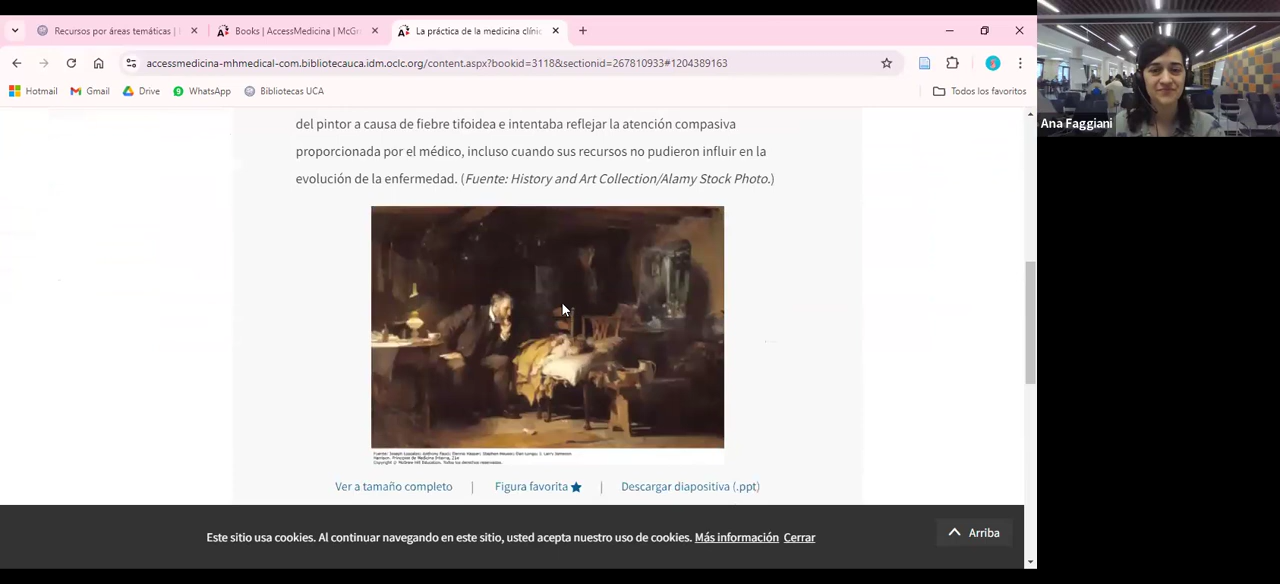 Recursos por áreas temáticas |
Books | AccessMedicina | McGr
La práctica de la medicina clínic
accessmedicina-mhmedical-com.bibliotecauca.idm.oclc.org/content.aspx?bookid=3118&sectionid=267810933#1204389163
Hotmail
Gmail
Drive
WhatsApp
Bibliotecas UCA
Todos los favoritos
Ana Faggiani
del pintor a causa de fiebre tifoidea e intentaba reflejar la atención compasiva
proporcionada por el médico, incluso cuando sus recursos no pudieron influir en la
evolución de la enfermedad. (Fuente: History and Art Collection/Alamy Stock Photo.)
Ver a tamaño completo | Figura favorita | Descargar diapositiva (.ppt)
Este sitio usa cookies. Al continuar navegando en este sitio, usted acepta nuestro uso de cookies. Más información Cerrar
Arriba